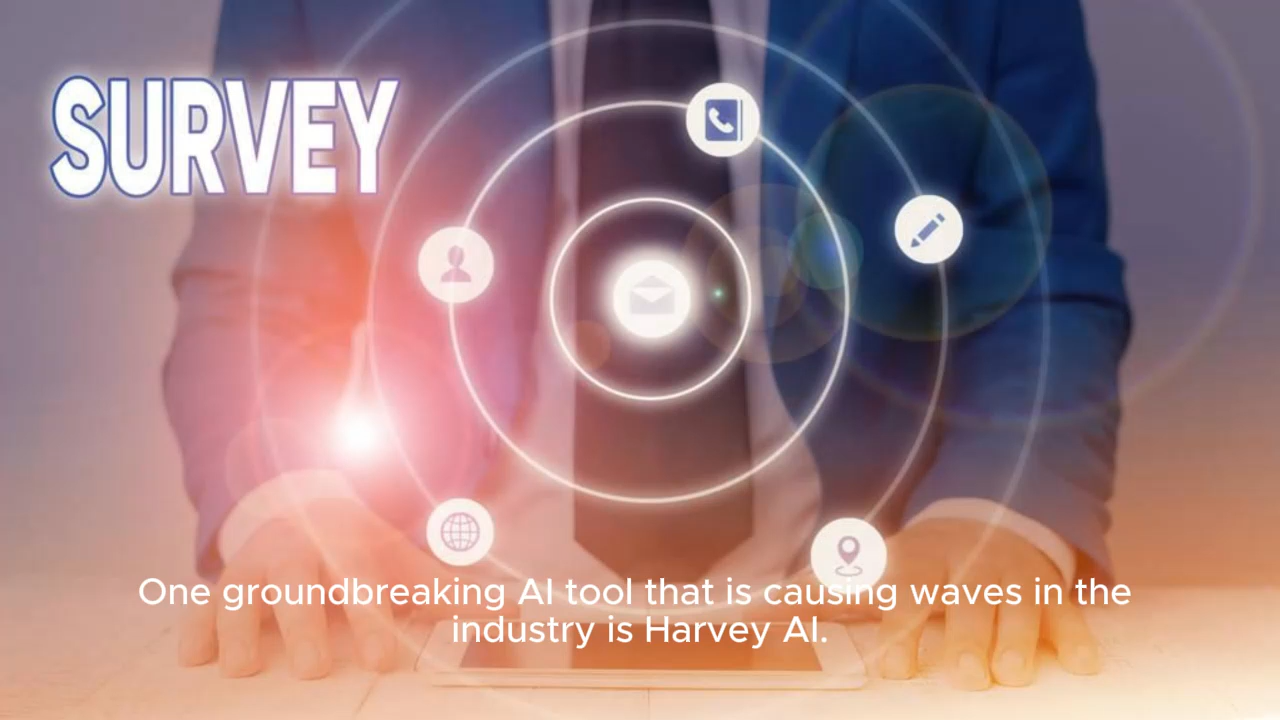 SURVEY
One groundbreaking AI tool that is causing waves in the
industry is Harvey AI.